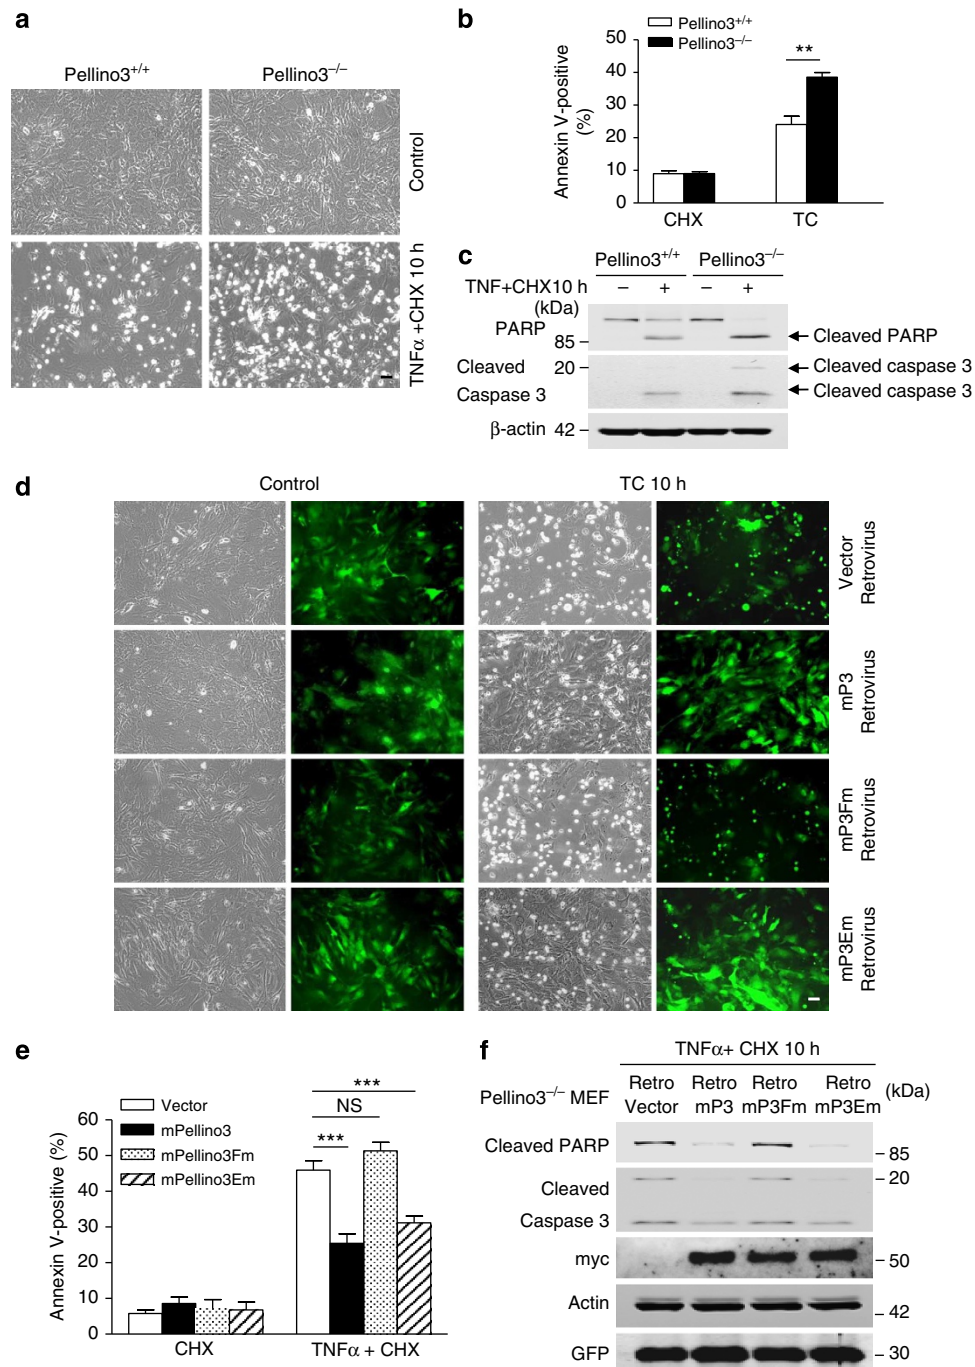 a
Pellino3+/+
Pellino3–/–
Control
TNFα +CHX 10 h
b
Pellino3+/+
Pellino3–/–
Annexin V-positive
(%)
50
40
30
20
10
0
**
CHX
TC
c
Pellino3+/+
Pellino3–/–
TNF+CHX10 h
– + – +
(kDa)
PARP
85
Cleaved PARP
Cleaved
20
Cleaved caspase 3
Caspase 3
Cleaved caspase 3
β-actin
42
d
Control
TC 10 h
Vector
Retrovirus
mP3
Retrovirus
mP3Fm
Retrovirus
mP3Em
Retrovirus
e
Vector
mPellino3
mPellino3Fm
mPellino3Em
Annexin V-positive (%)
60
50
40
30
20
10
0
***
NS
***
CHX
TNFα + CHX
f
TNFα+ CHX 10 h
Pellino3–/– MEF
Retro Vector
Retro mP3
Retro mP3Fm
Retro mP3Em
(kDa)
Cleaved PARP
85
Cleaved
20
Caspase 3
myc
50
Actin
42
GFP
30